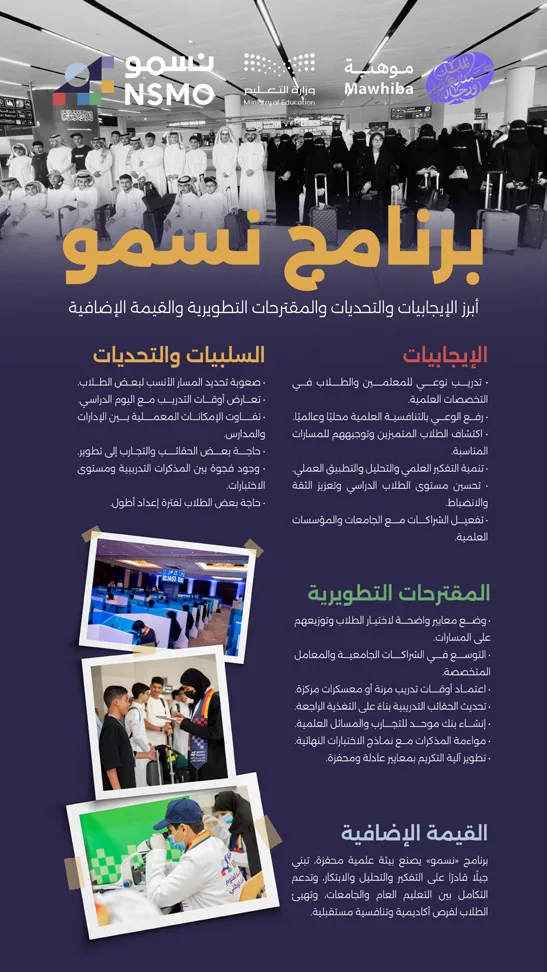 نسمو
NSMO
وزارة التعليم
Ministry of Education
موهبة
Mawhiba
برنامج نسمو
أبرز الإيجابيات والتحديات والمقترحات التطويرية والقيمة الإضافية
الإيجابيات
• تدريب نوعي للمعلمين والطلاب في
التخصصات العلمية.
• رفع الوعي بالتنافسية العلمية محليًا وعالميًا.
• اكتشاف الطلاب المتميزين وتوجيههم للمسارات
المناسبة.
• تنمية التفكير العلمي والتحليل والتطبيق العملي.
• تحسين مستوى الطلاب الدراسي وتعزيز الثقة
والانضباط.
• تفعيل الشراكات مع الجامعات والمؤسسات
العلمية.
السلبيات والتحديات
• صعوبة تحديد المسار الأنسب لبعض الطلاب.
• تعارض أوقات التدريب مع اليوم الدراسي.
• تفاوت الإمكانات المعملية بين الإدارات
والمدارس.
• حاجة بعض الحقائب والتجارب إلى تطوير.
• وجود فجوة بين المذكرات التدريبية ومستوى
الاختبارات.
• حاجة بعض الطلاب لفترة إعداد أطول.
المقترحات التطويرية
• وضع معايير واضحة لاختيار الطلاب وتوزيعهم
على المسارات.
• التوسع في الشراكات الجامعية والمعامل
المتخصصة.
• اعتماد أوقات تدريب مرنة أو معسكرات مركزة.
• تحديث الحقائب التدريبية بناءً على التغذية الراجعة.
• إنشاء بنك موحد للتجارب والمسائل العلمية.
• مواءمة المذكرات مع نماذج الاختبارات النهائية.
• تطوير آلية التكريم بمعايير عادلة ومحفزة.
القيمة الإضافية
برنامج «نسمو» يصنع بيئة علمية محفزة، تبني
جيلًا قادرًا على التفكير والتحليل والابتكار، وتدعم
التكامل بين التعليم العام والجامعات، وتهيئ
الطلاب لفرص أكاديمية وتنافسية مستقبلية.